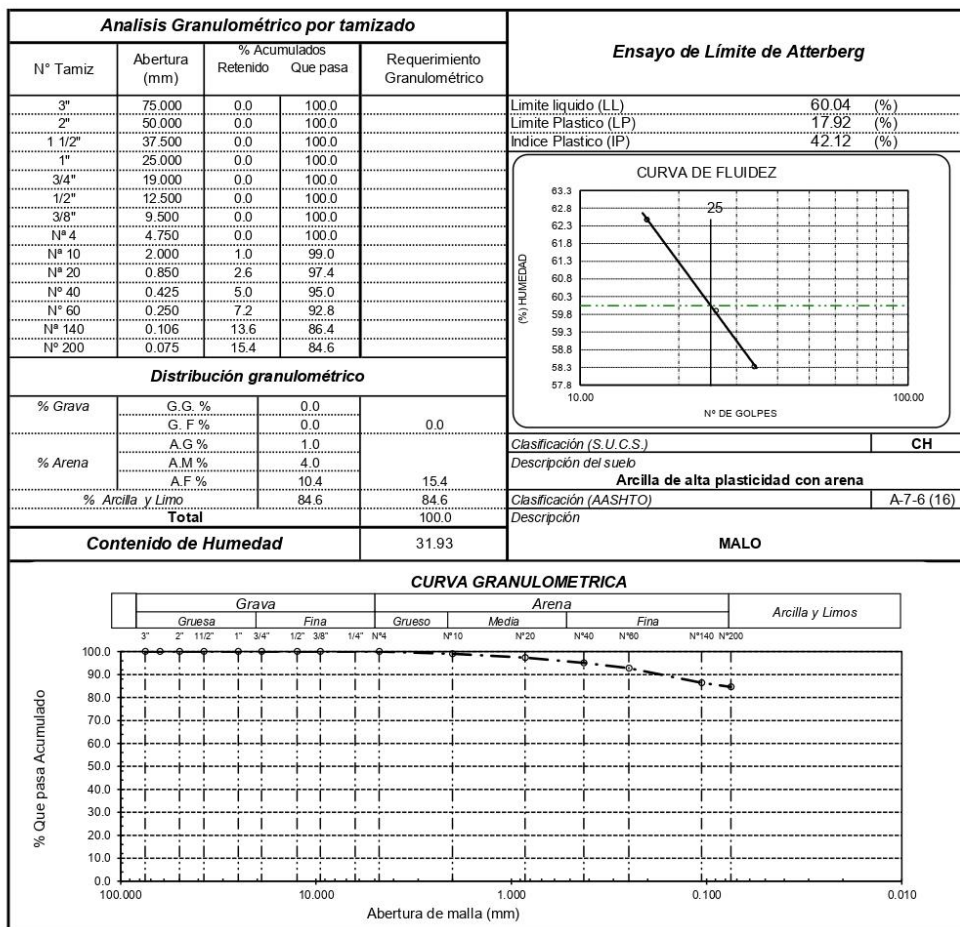 Analisis Granulométrico por tamizado
N° Tamiz Abertura (mm) % Acumulados Retenido Que pasa Requerimiento Granulométrico
3" 75.000 0.0 100.0
2" 50.000 0.0 100.0
1 1/2" 37.500 0.0 100.0
1" 25.000 0.0 100.0
3/4" 19.000 0.0 100.0
1/2" 12.500 0.0 100.0
3/8" 9.500 0.0 100.0
Nª 4 4.750 0.0 100.0
Nª 10 2.000 1.0 99.0
Nª 20 0.850 2.6 97.4
Nº 40 0.425 5.0 95.0
N° 60 0.250 7.2 92.8
Nª 140 0.106 13.6 86.4
Nº 200 0.075 15.4 84.6
Distribución granulométrico
% Grava G.G. % 0.0
G. F % 0.0 0.0
A.G % 1.0
% Arena A.M % 4.0
A.F % 10.4 15.4
% Arcilla y Limo 84.6 84.6
Total 100.0
Contenido de Humedad 31.93
Ensayo de Límite de Atterberg
Limite liquido (LL) 60.04 (%)
Limite Plastico (LP) 17.92 (%)
Indice Plastico (IP) 42.12 (%)
CURVA DE FLUIDEZ
25
(%) HUMEDAD
63.3
62.8
62.3
61.8
61.3
60.8
60.3
59.8
59.3
58.8
58.3
57.8
10.00 100.00
Nº DE GOLPES
Clasificación (S.U.C.S.) CH
Descripción del suelo
Arcilla de alta plasticidad con arena
Clasificación (AASHTO) A-7-6 (16)
Descripción
MALO
CURVA GRANULOMETRICA
Grava Arena Arcilla y Limos
Gruesa Fina Grueso Media Fina
3" 2" 11/2" 1" 3/4" 1/2" 3/8" 1/4" Nª4 Nª10 Nª20 Nª40 Nª60 Nª140 Nª200
% Que pasa Acumulado
100.0
90.0
80.0
70.0
60.0
50.0
40.0
30.0
20.0
10.0
0.0
100.000 10.000 1.000 0.100 0.010
Abertura de malla (mm)